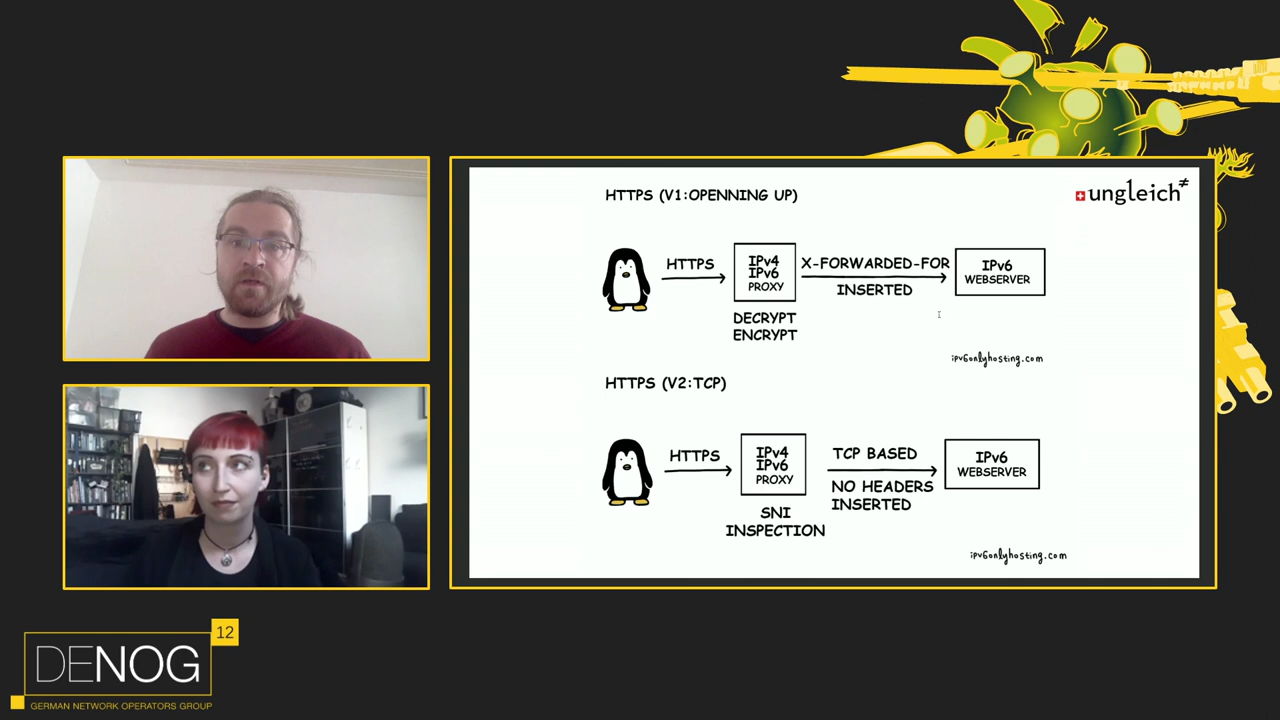 HTTPS (V1:OPENNING UP)
ungleich≠
HTTPS
IPv4
IPv6
PROXY
X-FORWARDED-FOR
INSERTED
IPv6
WEBSERVER
DECRYPT
ENCRYPT
ipv6onlyhosting.com
HTTPS (V2:TCP)
HTTPS
IPv4
IPv6
PROXY
TCP BASED
NO HEADERS
INSERTED
IPv6
WEBSERVER
SNI
INSPECTION
ipv6onlyhosting.com
12
DENOG
GERMAN NETWORK OPERATORS GROUP